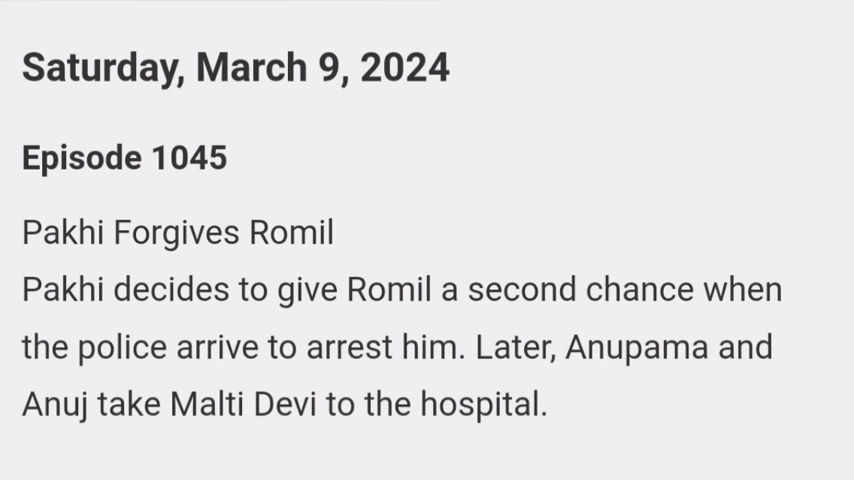 Saturday, March 9, 2024
Episode 1045
Pakhi Forgives Romil
Pakhi decides to give Romil a second chance when
the police arrive to arrest him. Later, Anupama and
Anuj take Malti Devi to the hospital.